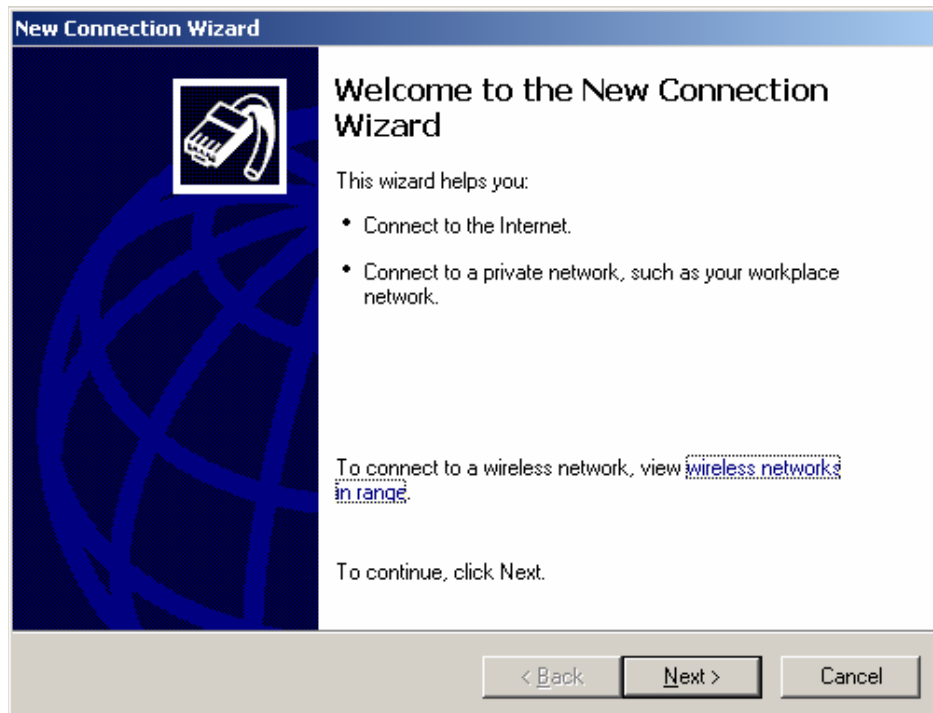 New Connection Wizard
Welcome to the New Connection
Wizard
This wizard helps you:
• Connect to the Internet.
• Connect to a private network, such as your workplace
network.
To connect to a wireless network, view wireless networks
in range.
To continue, click Next.
< Back
Next >
Cancel